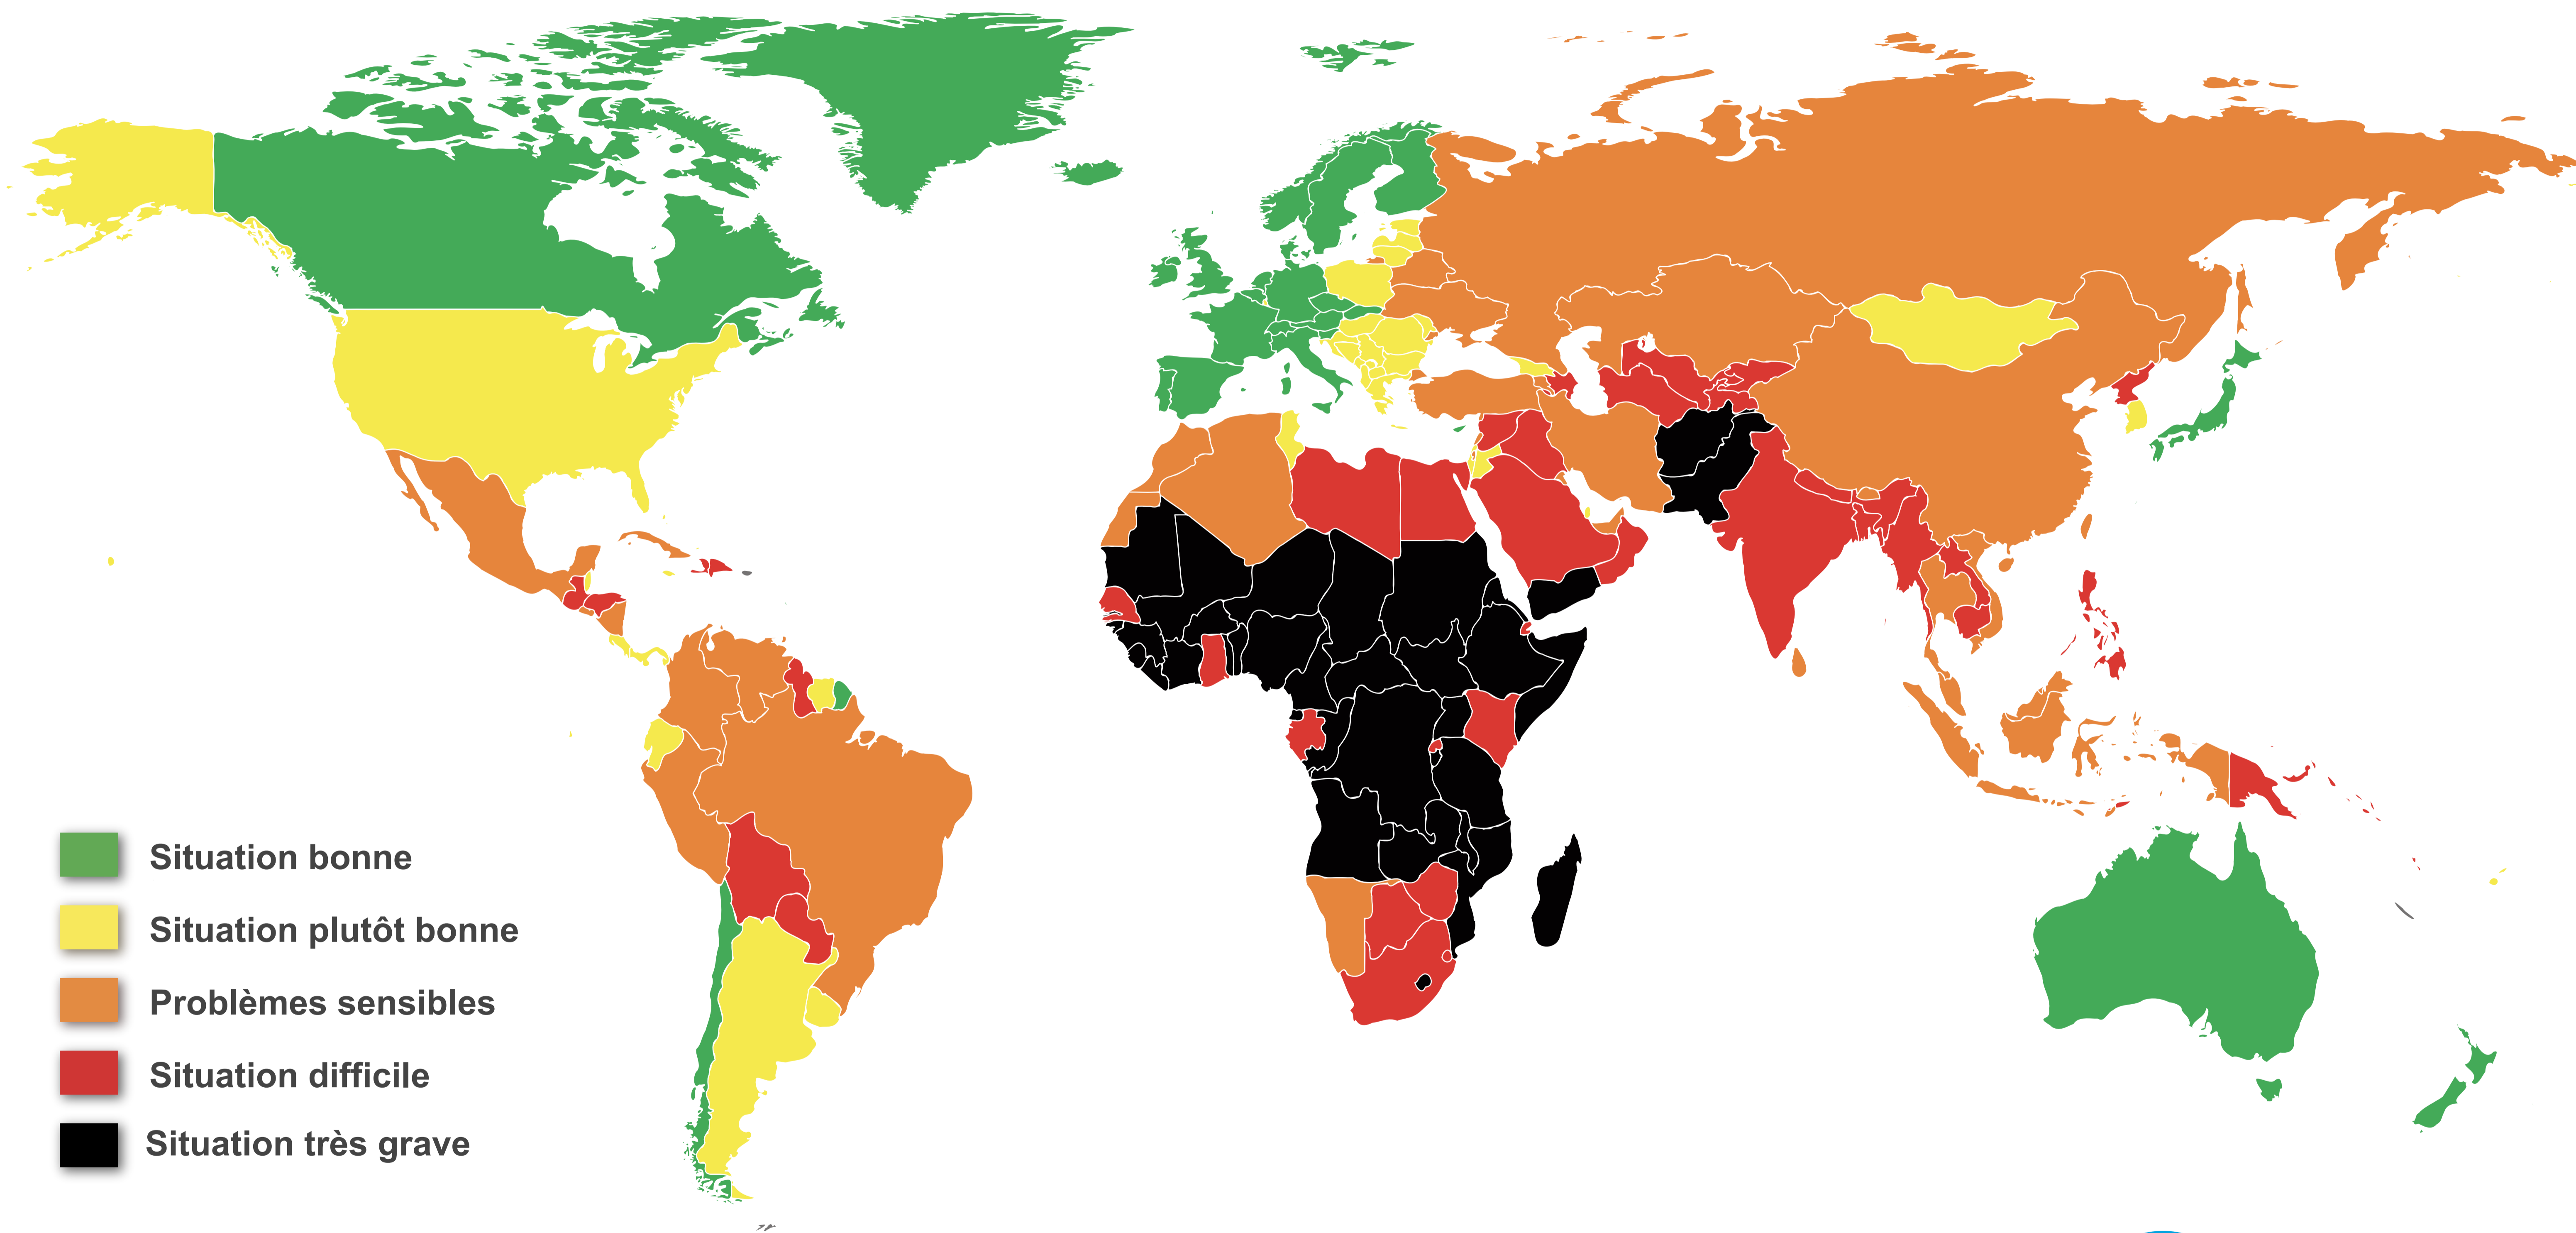 Situation bonne
Situation plutôt bonne
Problèmes sensibles
Situation difficile
Situation très grave